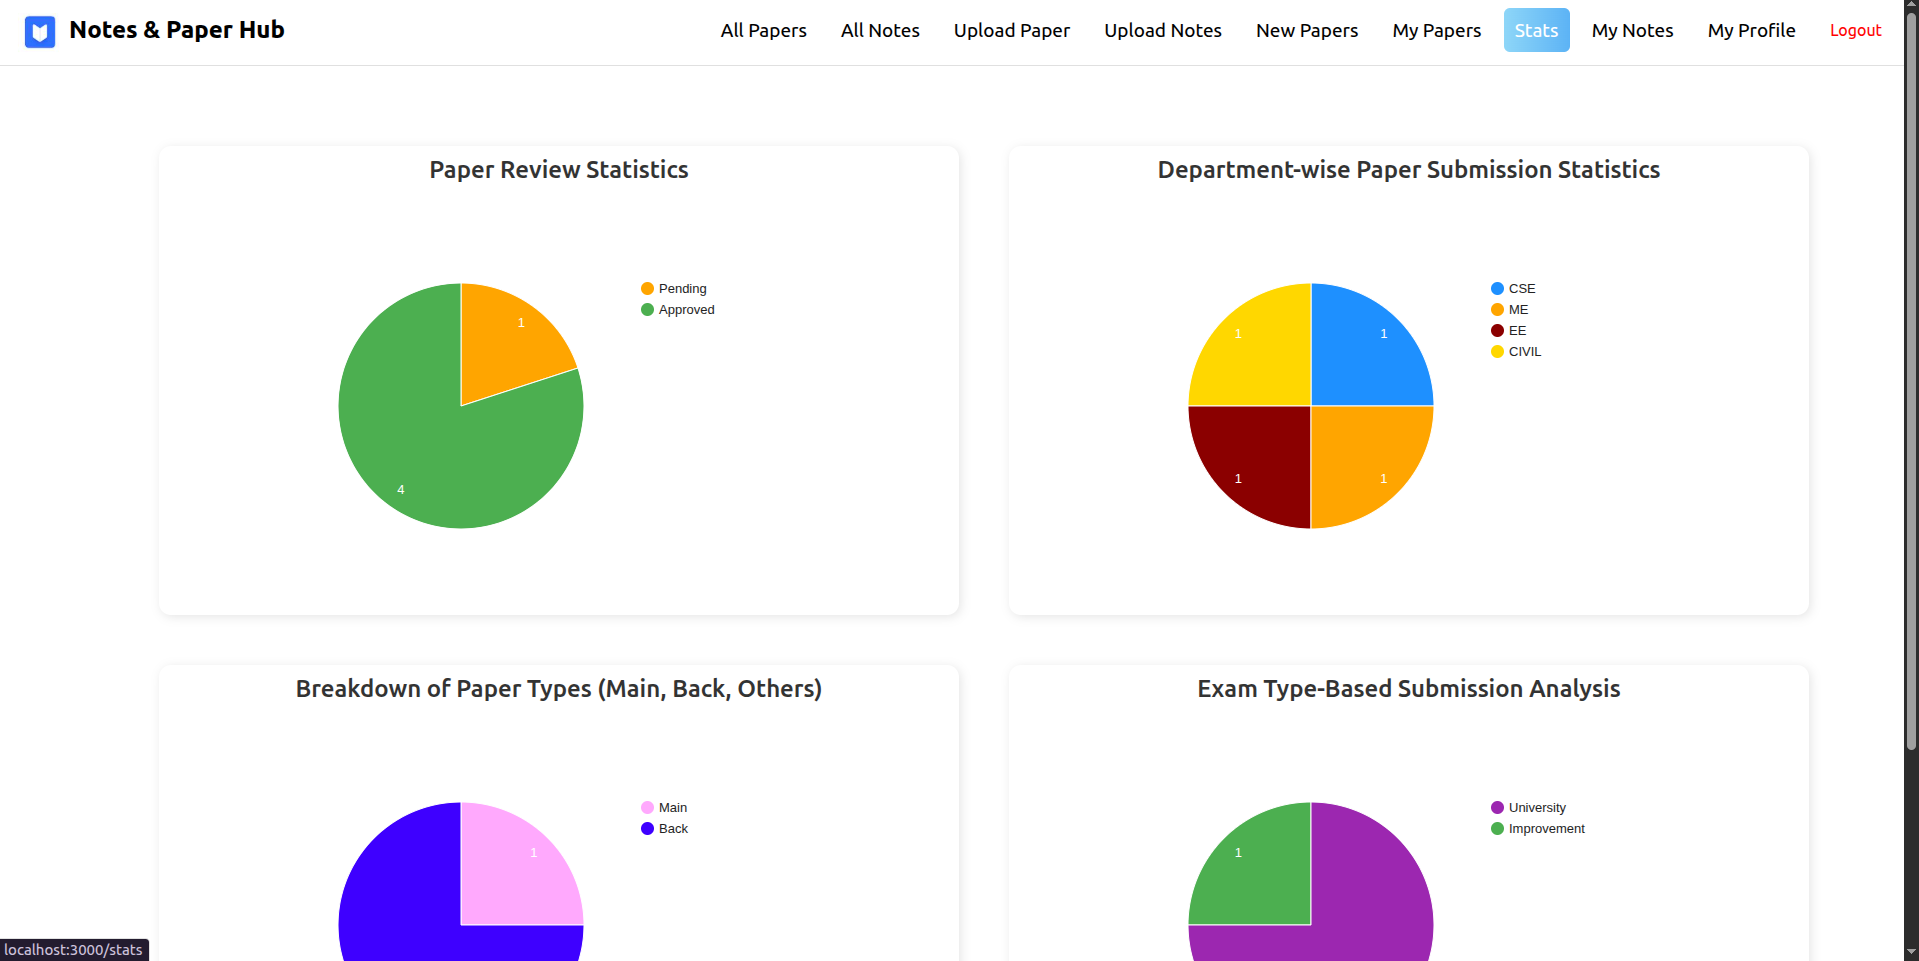 Notes & Paper Hub
All Papers
All Notes
Upload Paper
Upload Notes
New Papers
My Papers
Stats
My Notes
My Profile
Logout
Paper Review Statistics
Pending
Approved
1
4
Department-wise Paper Submission Statistics
CSE
ME
EE
CIVIL
1
1
1
1
Breakdown of Paper Types (Main, Back, Others)
Main
Back
1
Exam Type-Based Submission Analysis
University
Improvement
1
localhost:3000/stats